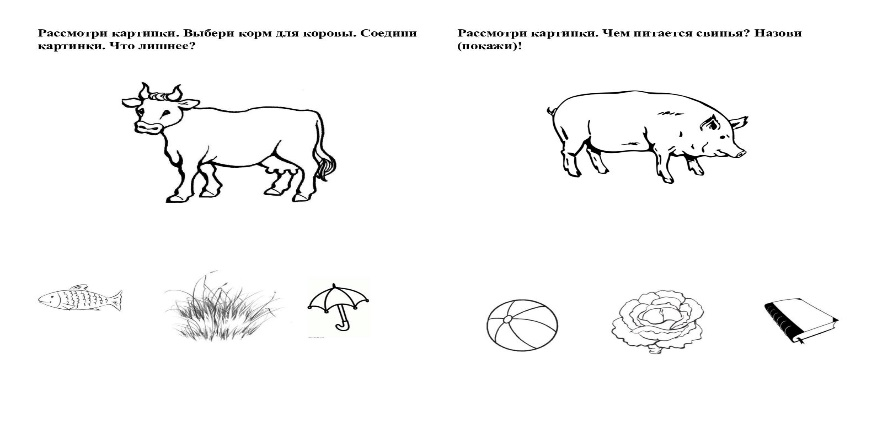 Рассмотри картинки. Выбери корм для коровы. Соедини
картинки. Что лишнее?
Рассмотри картинки. Чем питается свинья? Назови
(покажи)!